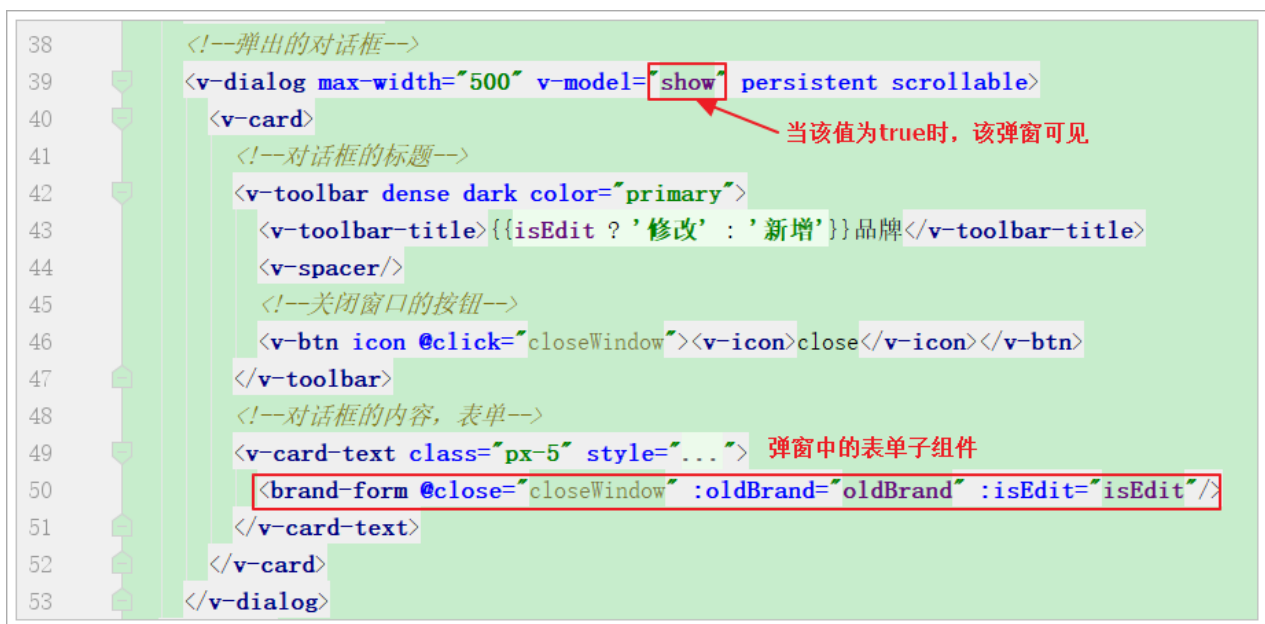 38 <!--弹出的对话框-->
39 <v-dialog max-width="500" v-model="show" persistent scrollable>
40 <v-card>
当该值为true时，该弹窗可见
41 <!--对话框的标题-->
42 <v-toolbar dense dark color="primary">
43 <v-toolbar-title>{{isEdit ? '修改' : '新增'}}品牌</v-toolbar-title>
44 <v-spacer/>
45 <!--关闭窗口的按钮-->
46 <v-btn icon @click="closeWindow"><v-icon>close</v-icon></v-btn>
47 </v-toolbar>
48 <!--对话框的内容，表单-->
49 <v-card-text class="px-5" style="..."> 弹窗中的表单子组件
50 <brand-form @close="closeWindow" :oldBrand="oldBrand" :isEdit="isEdit"/>
51 </v-card-text>
52 </v-card>
53 </v-dialog>